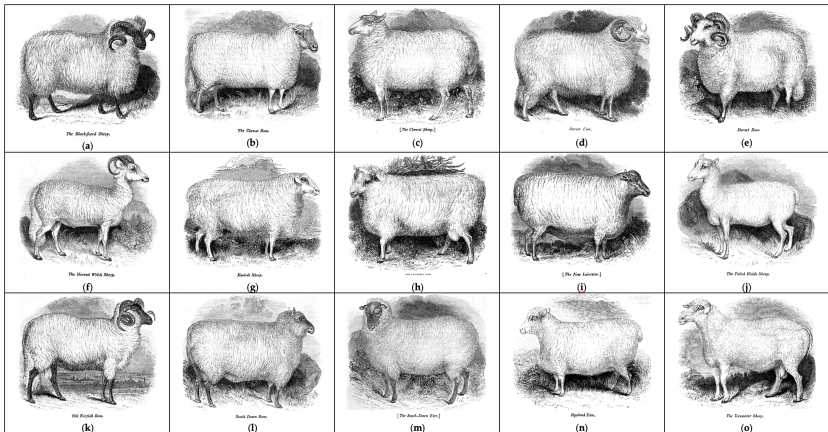 The Black-faced Sheep.
(a)
The Cheviot Ram.
(b)
[The Cheviot Sheep.]
(c)
Dorset Ewe,
(d)
Dorset Ram
(e)
The Horned Welsh Sheep.
(f)
Kentish Sheep.
(g)
(h)
[The New Leicester.]
(i)
The Polled Welsh Sheep.
(j)
Old Norfolk Ram.
(k)
South Down Ram.
(l)
[The South-Down Ewe.]
(m)
Ryeland Ewe,
(n)
The Teeswater Sheep.
(o)